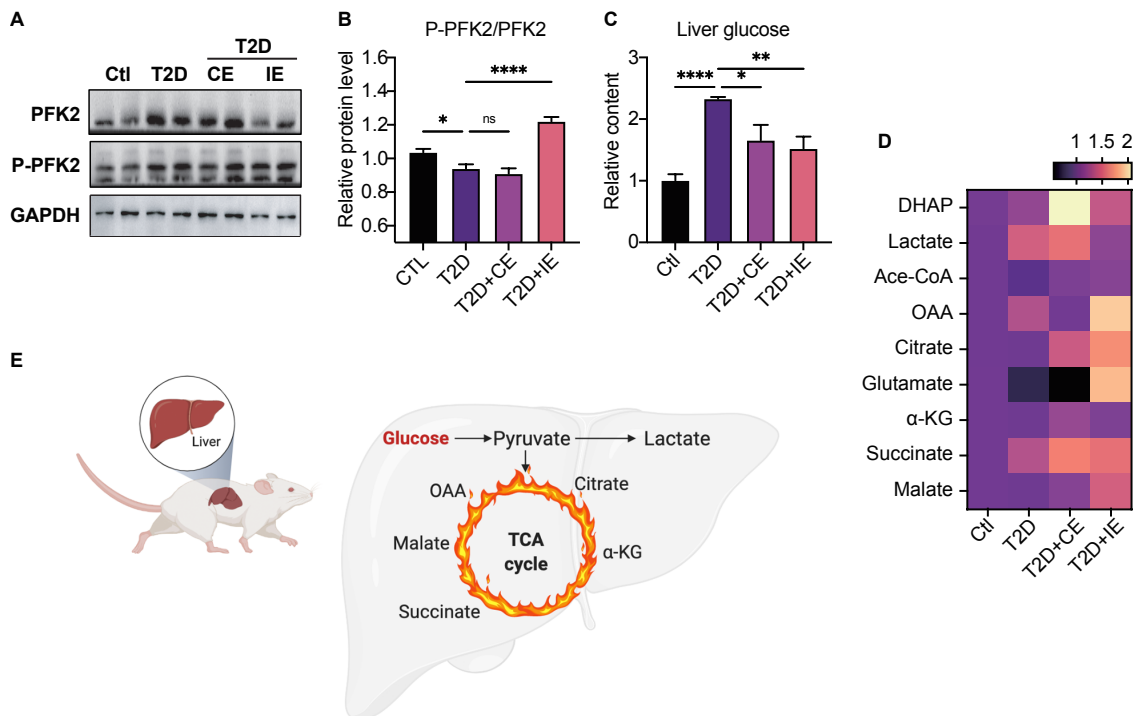 A
T2D
Ctl T2D CE IE
PFK2
P-PFK2
GAPDH
B
P-PFK2/PFK2
Relative protein level
1.6
1.4
1.2
1.0
0.8
0.6
* ns ****
CTL
T2D
T2D+CE
T2D+IE
C
Liver glucose
Relative content
3
2
1
0
**** * **
Ctl
T2D
T2D+CE
T2D+IE
D
1 1.5 2
DHAP
Lactate
Ace-CoA
OAA
Citrate
Glutamate
α-KG
Succinate
Malate
Ctl
T2D
T2D+CE
T2D+IE
E
Liver
Glucose Pyruvate Lactate
OAA Citrate
Malate TCA cycle α-KG
Succinate